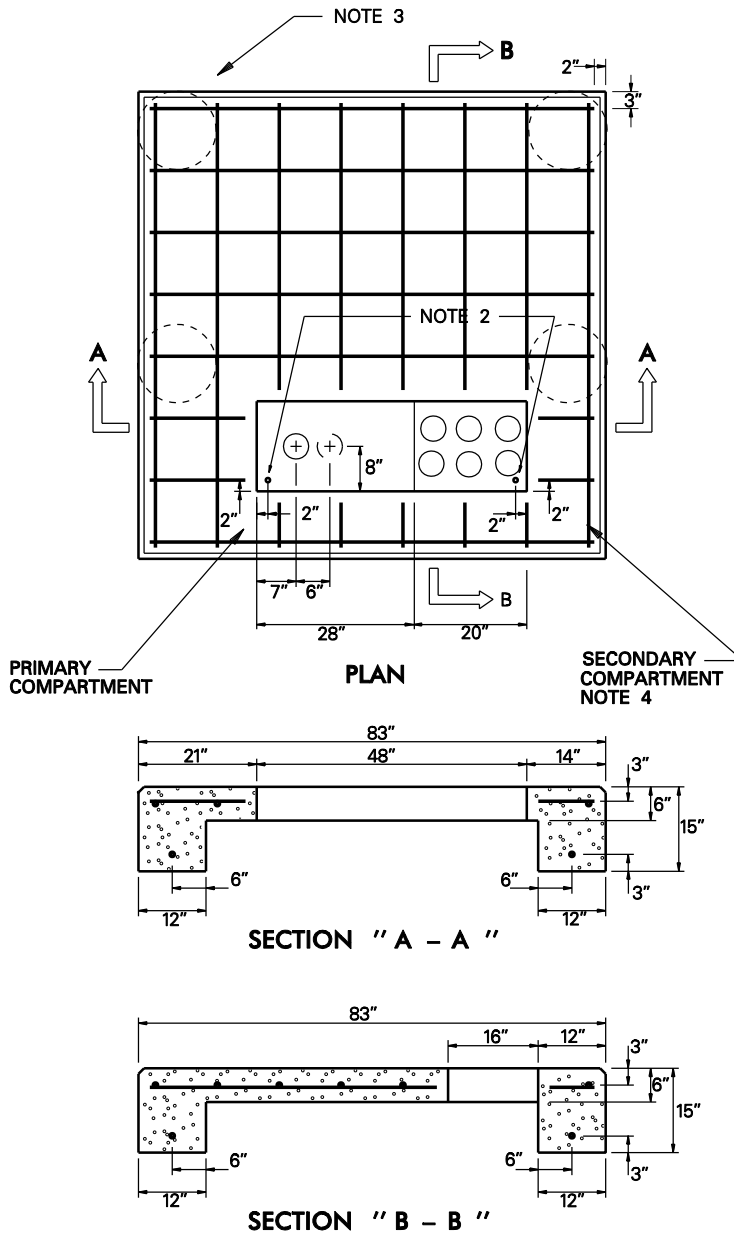 NOTE 3
B
2"
3"
NOTE 2
A
A
8"
2"
2"
2"
2"
7"
6"
B
28"
20"
PRIMARY
COMPARTMENT
PLAN
SECONDARY
COMPARTMENT
NOTE 4
83"
21"
48"
14"
3"
6"
15"
6"
6"
3"
12"
12"
SECTION "A – A"
83"
16"
12"
3"
6"
15"
6"
6"
3"
12"
12"
SECTION "B – B"